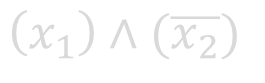 (x₁) ∧ (x̅₂)